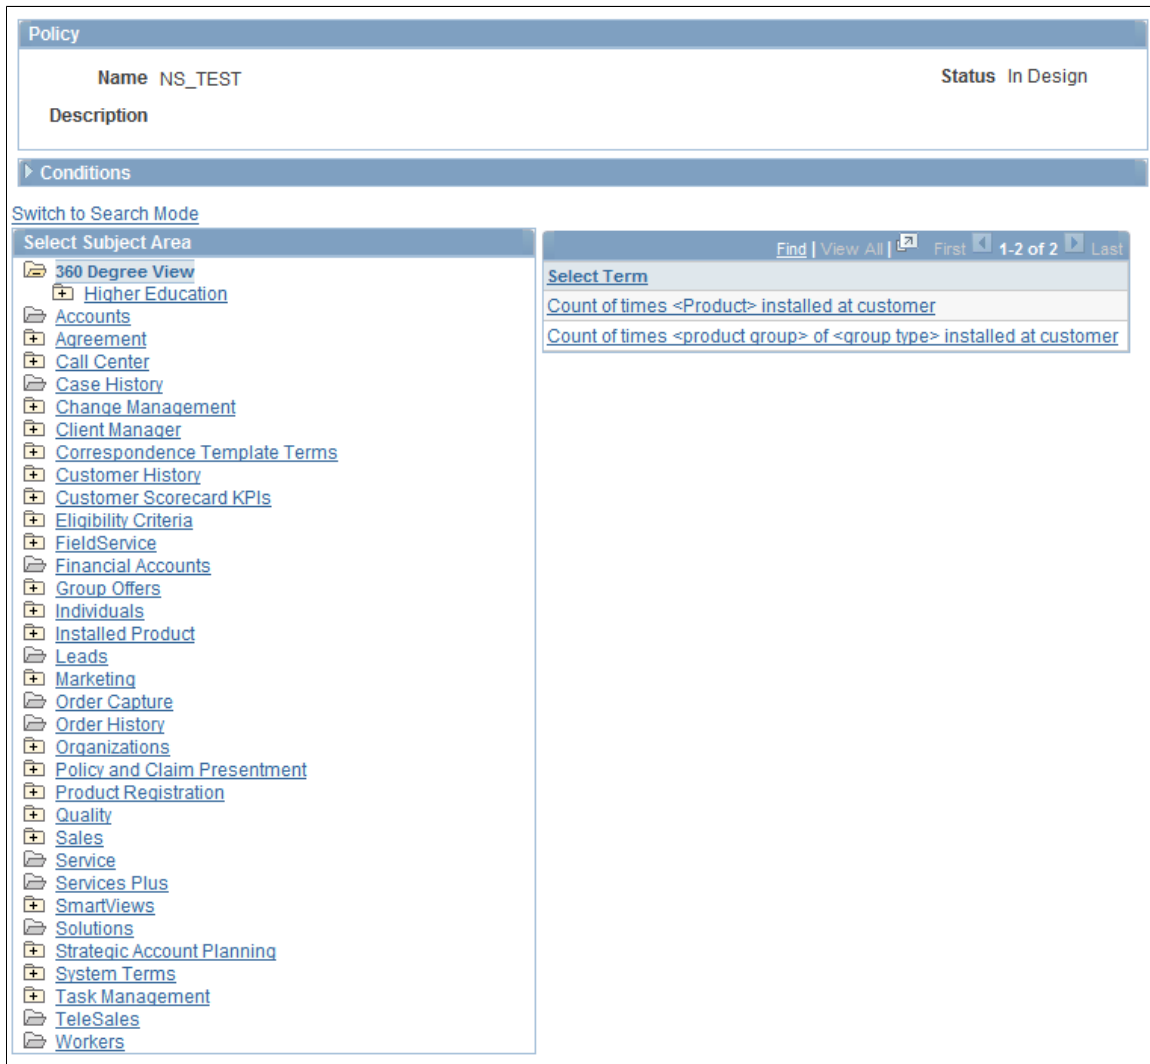 Policy
Name NS_TEST Status In Design
Description
Conditions
Switch to Search Mode
Select Subject Area
360 Degree View
Higher Education
Accounts
Agreement
Call Center
Case History
Change Management
Client Manager
Correspondence Template Terms
Customer History
Customer Scorecard KPIs
Eligibility Criteria
FieldService
Financial Accounts
Group Offers
Individuals
Installed Product
Leads
Marketing
Order Capture
Order History
Organizations
Policy and Claim Presentment
Product Registration
Quality
Sales
Service
Services Plus
SmartViews
Solutions
Strategic Account Planning
System Terms
Task Management
TeleSales
Workers
Find | View All | First 1-2 of 2 Last
Select Term
Count of times <Product> installed at customer
Count of times <product group> of <group type> installed at customer